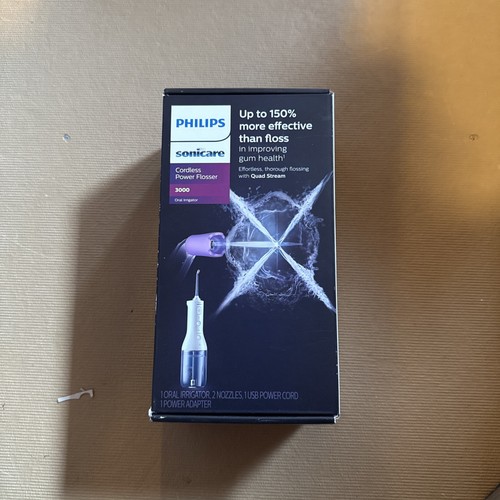 PHILIPS
sonicare
Cordless
Power Flosser
3000
Oral Irrigator
Up to 150%
more effective
than floss
in improving
gum health¹
Effortless, thorough flossing
with Quad Stream
1 ORAL IRRIGATOR, 2 NOZZLES, 1 USB POWER CORD
1 POWER ADAPTER